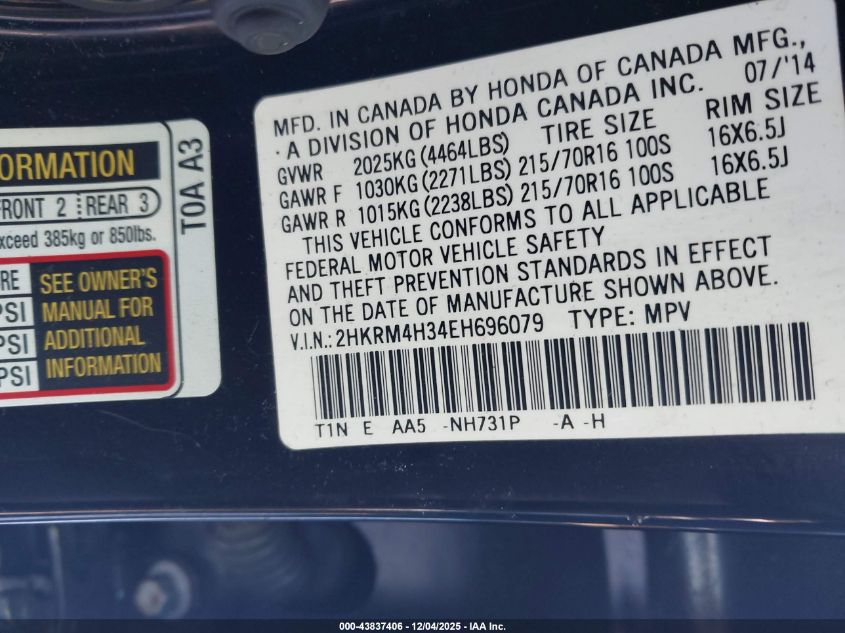 ORMATION
FRONT 2 REAR 3
xceed 385kg or 850lbs.
RE
PSI
PSI
PSI
SEE OWNER'S
MANUAL FOR
ADDITIONAL
INFORMATION
T0A A3
MFD. IN CANADA BY HONDA OF CANADA MFG.,
· A DIVISION OF HONDA CANADA INC. 07/'14
GVWR 2025KG (4464LBS) TIRE SIZE RIM SIZE
GAWR F 1030KG (2271LBS) 215/70R16 100S 16X6.5J
GAWR R 1015KG (2238LBS) 215/70R16 100S 16X6.5J
THIS VEHICLE CONFORMS TO ALL APPLICABLE
FEDERAL MOTOR VEHICLE SAFETY
AND THEFT PREVENTION STANDARDS IN EFFECT
ON THE DATE OF MANUFACTURE SHOWN ABOVE.
V.I.N.: 2HKRM4H34EH696079 TYPE: MPV
T1N E AA5 -NH731P -A -H
000-43837406 - 12/04/2025 - IAA Inc.